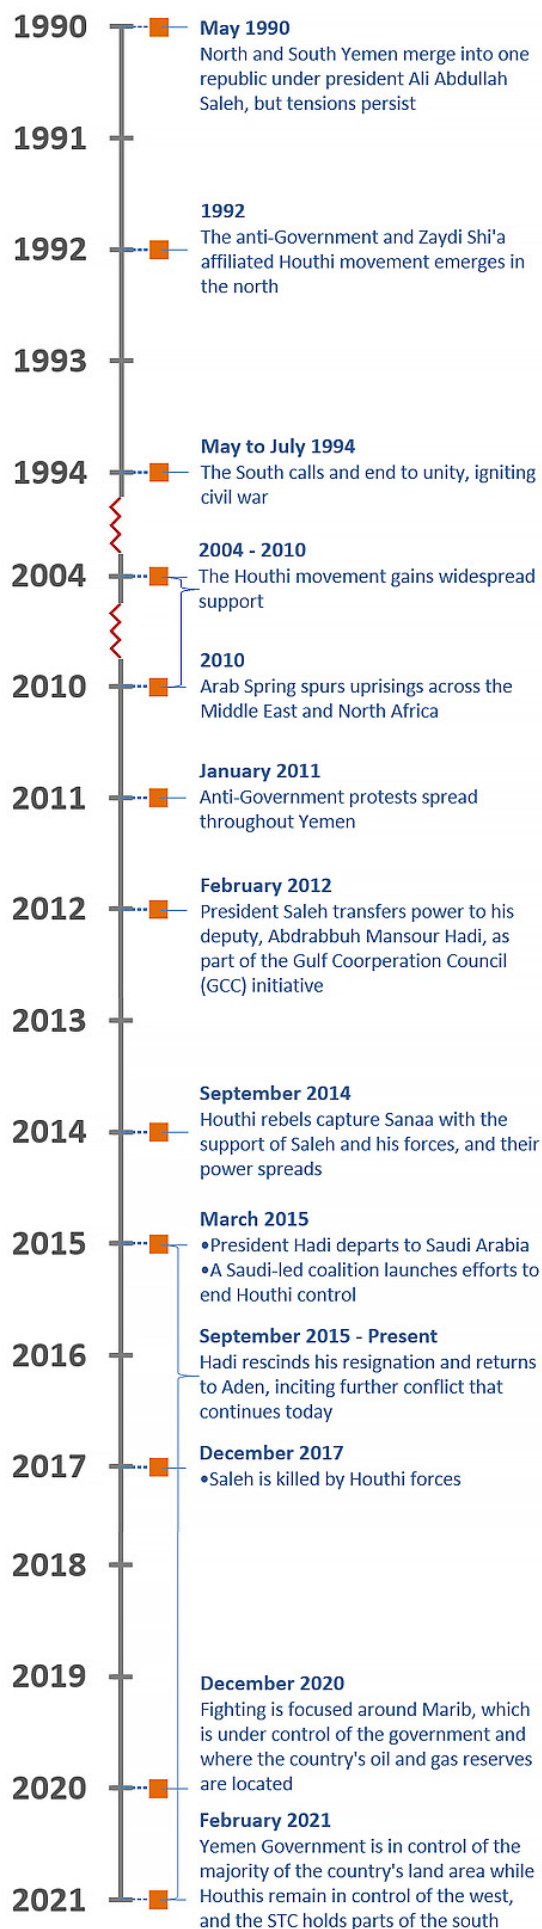 1990
May 1990
North and South Yemen merge into one
republic under president Ali Abdullah
Saleh, but tensions persist
1991
1992
1992
The anti-Government and Zaydi Shi'a
affiliated Houthi movement emerges in
the north
1993
1994
May to July 1994
The South calls and end to unity, igniting
civil war
2004
2004 - 2010
The Houthi movement gains widespread
support
2010
2010
Arab Spring spurs uprisings across the
Middle East and North Africa
2011
January 2011
Anti-Government protests spread
throughout Yemen
2012
February 2012
President Saleh transfers power to his
deputy, Abdrabbuh Mansour Hadi, as
part of the Gulf Coorperation Council
(GCC) initiative
2013
2014
September 2014
Houthi rebels capture Sanaa with the
support of Saleh and his forces, and their
power spreads
2015
March 2015
•President Hadi departs to Saudi Arabia
•A Saudi-led coalition launches efforts to
end Houthi control
2016
September 2015 - Present
Hadi rescinds his resignation and returns
to Aden, inciting further conflict that
continues today
2017
December 2017
•Saleh is killed by Houthi forces
2018
2019
2020
December 2020
Fighting is focused around Marib, which
is under control of the government and
where the country's oil and gas reserves
are located
2021
February 2021
Yemen Government is in control of the
majority of the country's land area while
Houthis remain in control of the west,
and the STC holds parts of the south